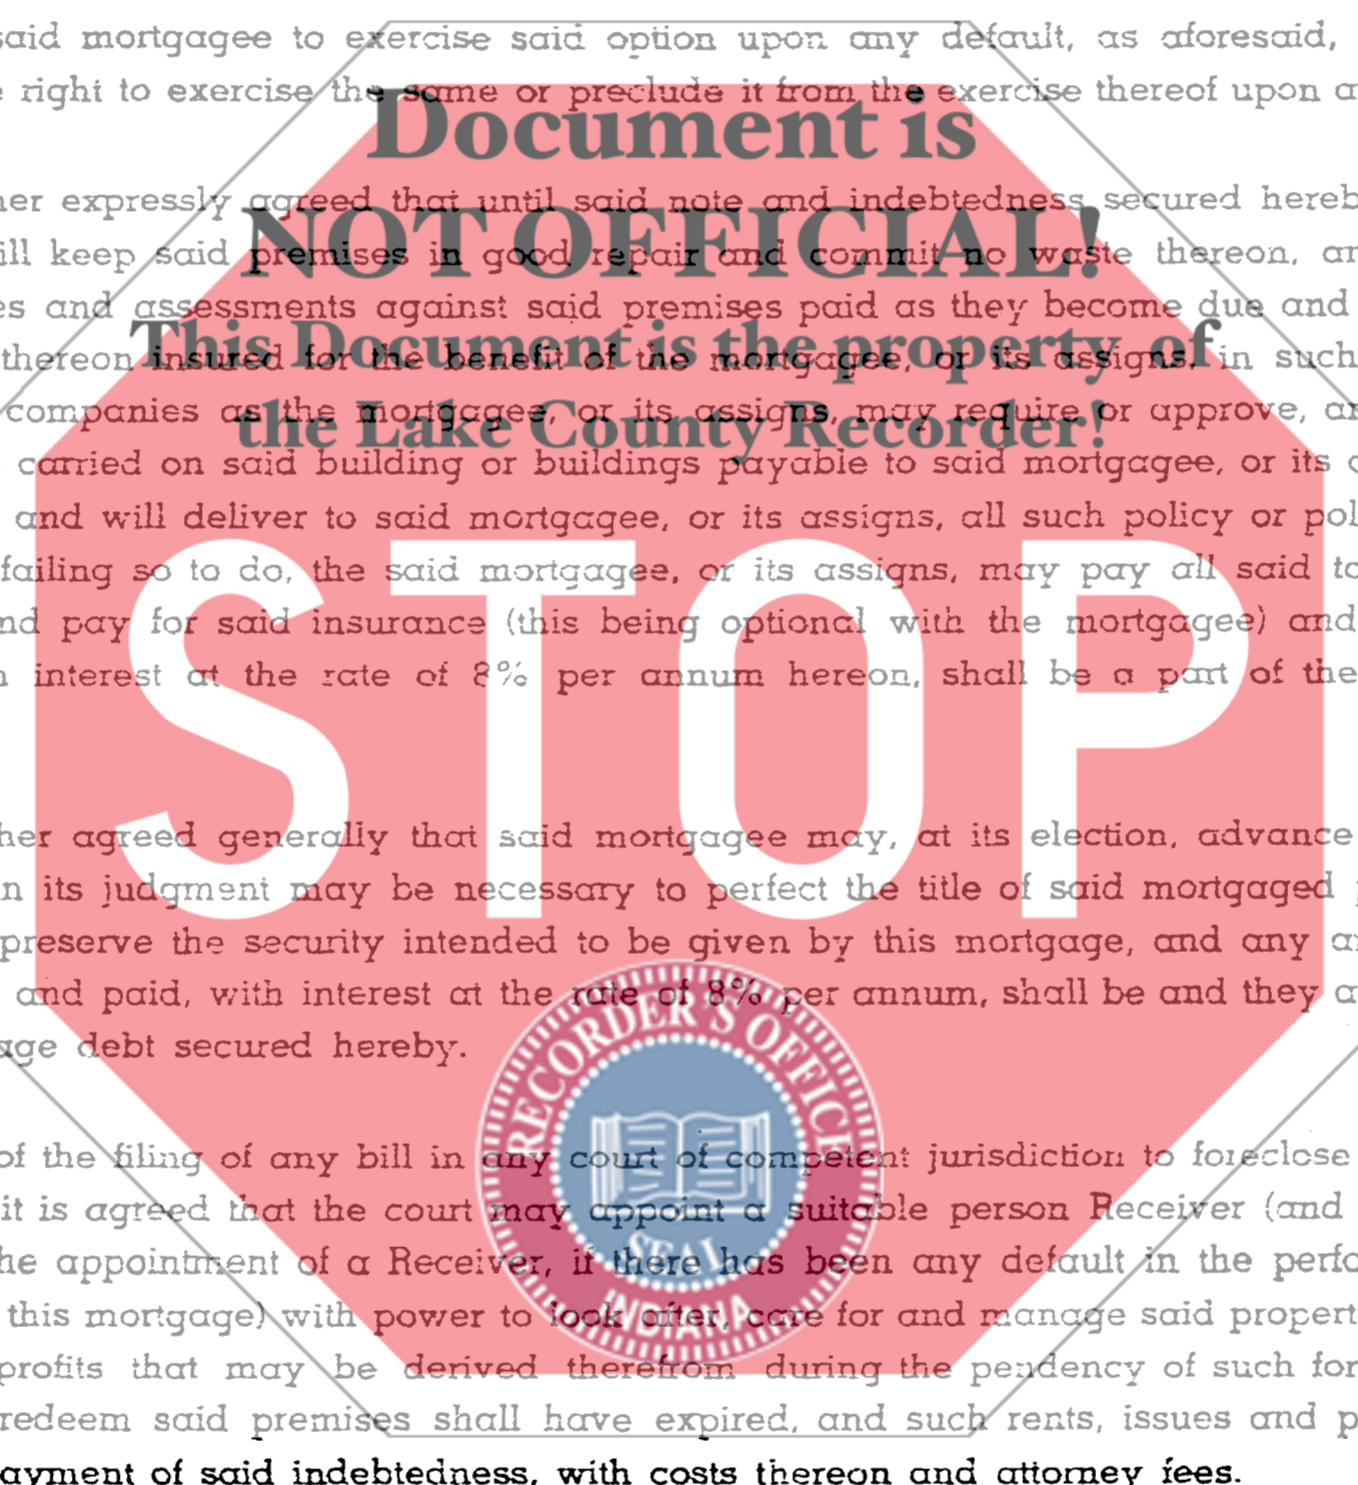 said mortgagee to exercise said option upon any default, as aforesaid,
right to exercise the same or preclude it from the exercise thereof upon a
Document is
her expressly agreed that until said note and indebtedness secured hereb
NOT OFFICIAL!
ill keep said premises in good repair and commit no waste thereon, an
es and assessments against said premises paid as they become due and
This Document is the property of
thereon insured for the benefit of the mortgagee, or its assigns, in such
companies as the mortgagee, or its assigns, may require or approve, an
the Lake County Recorder!
carried on said building or buildings payable to said mortgagee, or its
and will deliver to said mortgagee, or its assigns, all such policy or pol
failing so to do, the said mortgagee, or its assigns, may pay all said to
nd pay for said insurance (this being optional with the mortgagee) and
interest at the rate of 8% per annum hereon, shall be a part of the
STOP
her agreed generally that said mortgagee may, at its election, advance
n its judgment may be necessary to perfect the title of said mortgaged
preserve the security intended to be given by this mortgage, and any
and paid, with interest at the rate of 8% per annum, shall be and they a
age debt secured hereby.
RECORDER'S OFFICE
of the filing of any bill in any court of competent jurisdiction to foreclose
it is agreed that the court may appoint a suitable person Receiver (and
he appointment of a Receiver, if there has been any default in the perfo
SEAL
this mortgage) with power to look after, care for and manage said propert
INDIANA
profits that may be derived therefrom during the pendency of such for
redeem said premises shall have expired, and such rents, issues and p
ayment of said indebtedness, with costs thereon and attorney fees.